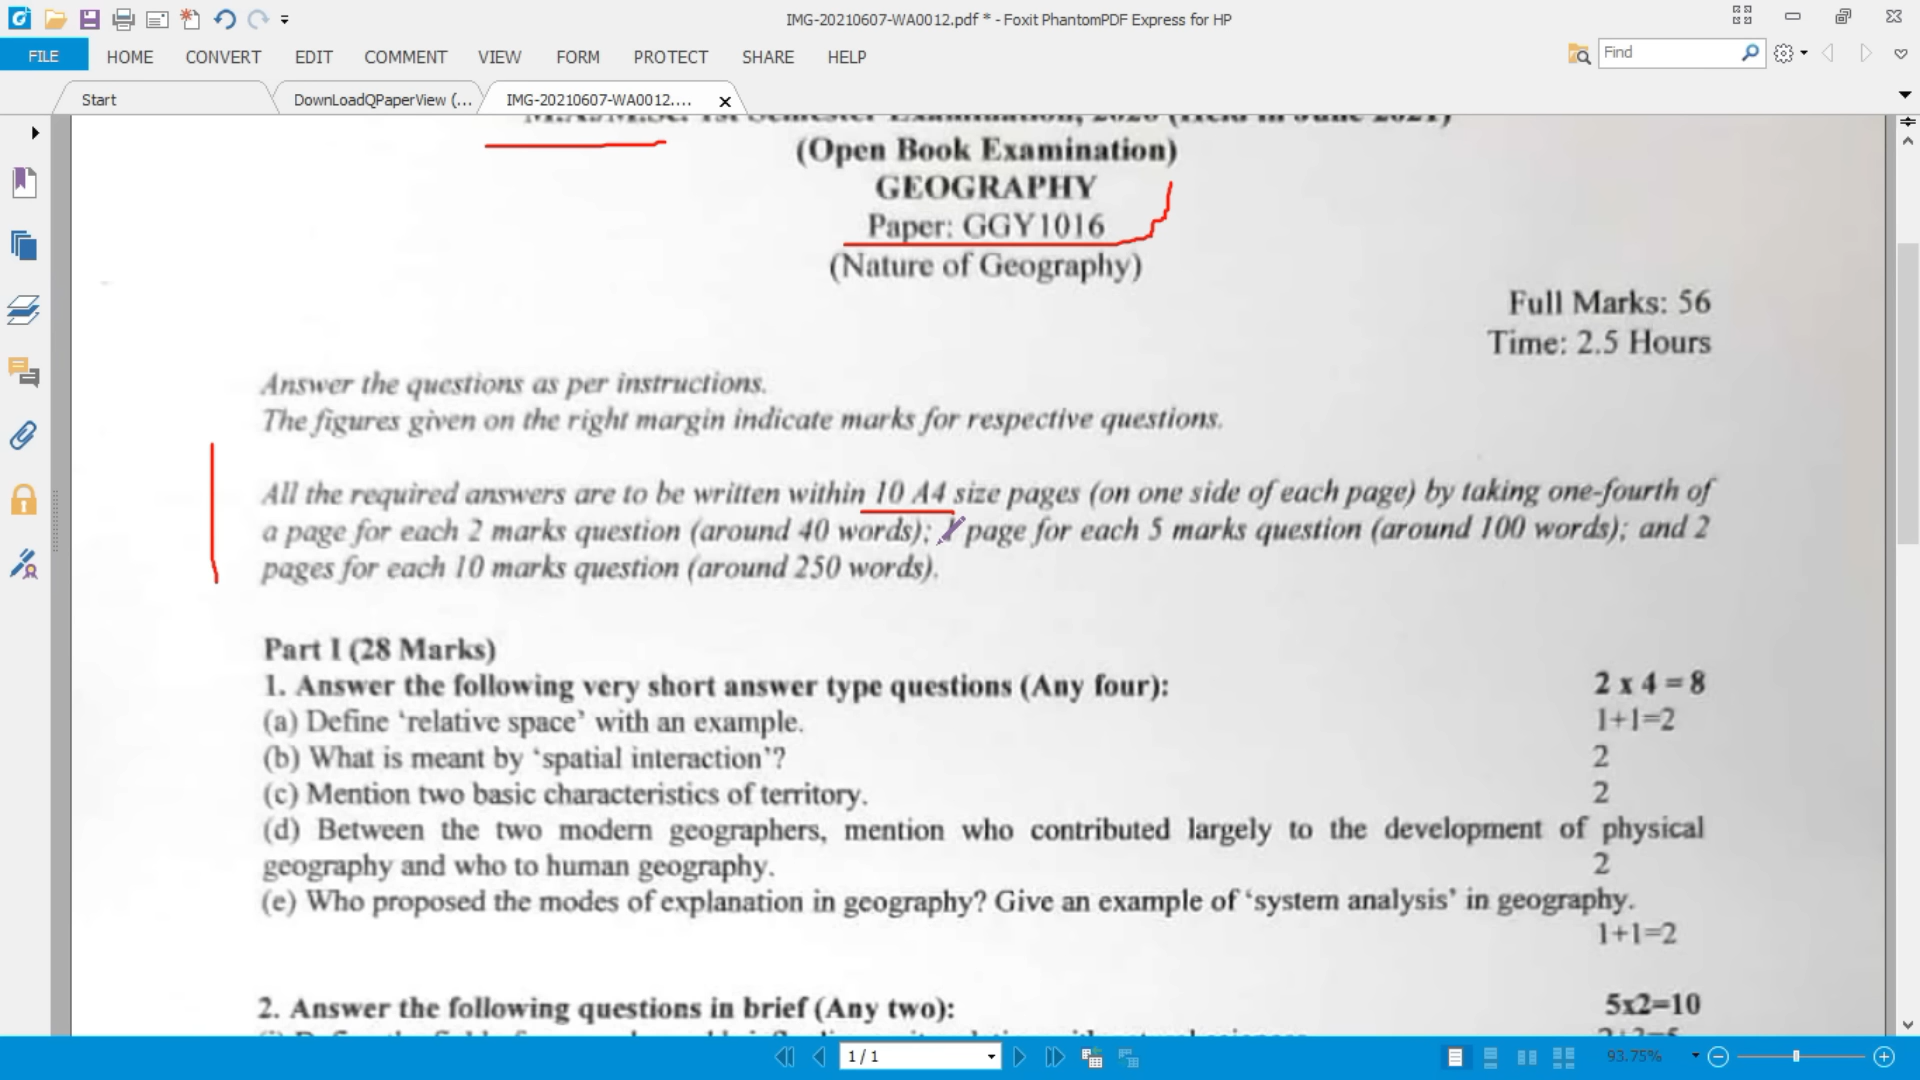 IMG-20210607-WA0012.pdf * - Foxit PhantomPDF Express for HP
FILE HOME CONVERT EDIT COMMENT VIEW FORM PROTECT SHARE HELP
Find
Start
DownLoadQPaperView (...
IMG-20210607-WA0012....
M.A./M.Sc. 1st Semester Examination, 2020 (Held in June 2021)
(Open Book Examination)
GEOGRAPHY
Paper: GGY1016
(Nature of Geography)
Full Marks: 56
Time: 2.5 Hours
Answer the questions as per instructions.
The figures given on the right margin indicate marks for respective questions.
All the required answers are to be written within 10 A4 size pages (on one side of each page) by taking one-fourth of
a page for each 2 marks question (around 40 words); 1 page for each 5 marks question (around 100 words); and 2
pages for each 10 marks question (around 250 words).
Part I (28 Marks)
1. Answer the following very short answer type questions (Any four): 2 x 4 = 8
(a) Define ‘relative space’ with an example. 1+1=2
(b) What is meant by ‘spatial interaction’? 2
(c) Mention two basic characteristics of territory. 2
(d) Between the two modern geographers, mention who contributed largely to the development of physical
geography and who to human geography. 2
(e) Who proposed the modes of explanation in geography? Give an example of ‘system analysis’ in geography.
1+1=2
2. Answer the following questions in brief (Any two): 5x2=10
1 / 1
93.75%